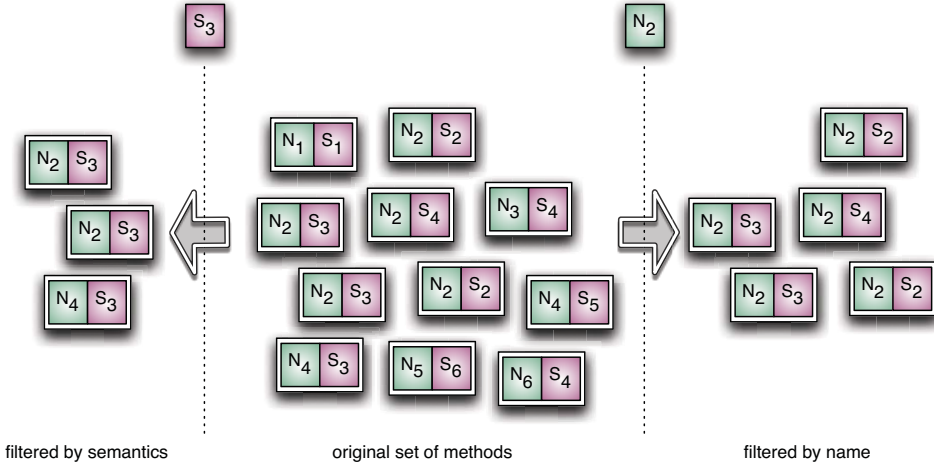 S3
N2
N1 S1
N2 S2
N2 S2
N2 S3
N2 S3
N2 S4
N3 S4
N2 S3
N2 S4
N2 S3
N2 S3
N2 S2
N4 S5
N2 S3
N2 S2
N4 S3
N4 S3
N5 S6
N6 S4
filtered by semantics
original set of methods
filtered by name